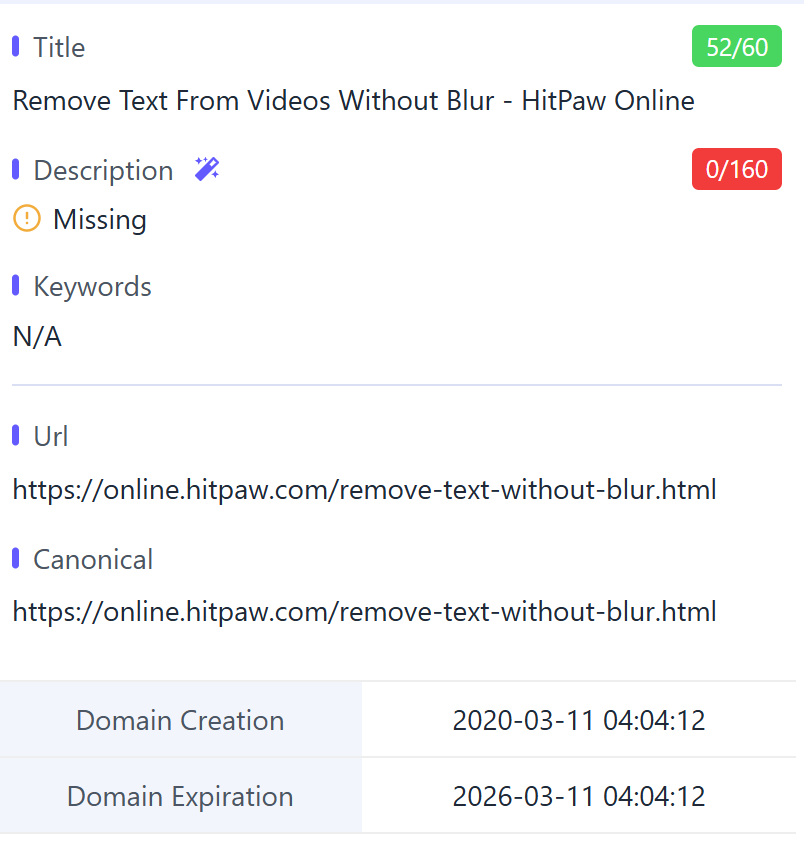 Title
52/60
Remove Text From Videos Without Blur - HitPaw Online
Description
0/160
Missing
Keywords
N/A
Url
https://online.hitpaw.com/remove-text-without-blur.html
Canonical
https://online.hitpaw.com/remove-text-without-blur.html
Domain Creation 2020-03-11 04:04:12
Domain Expiration 2026-03-11 04:04:12